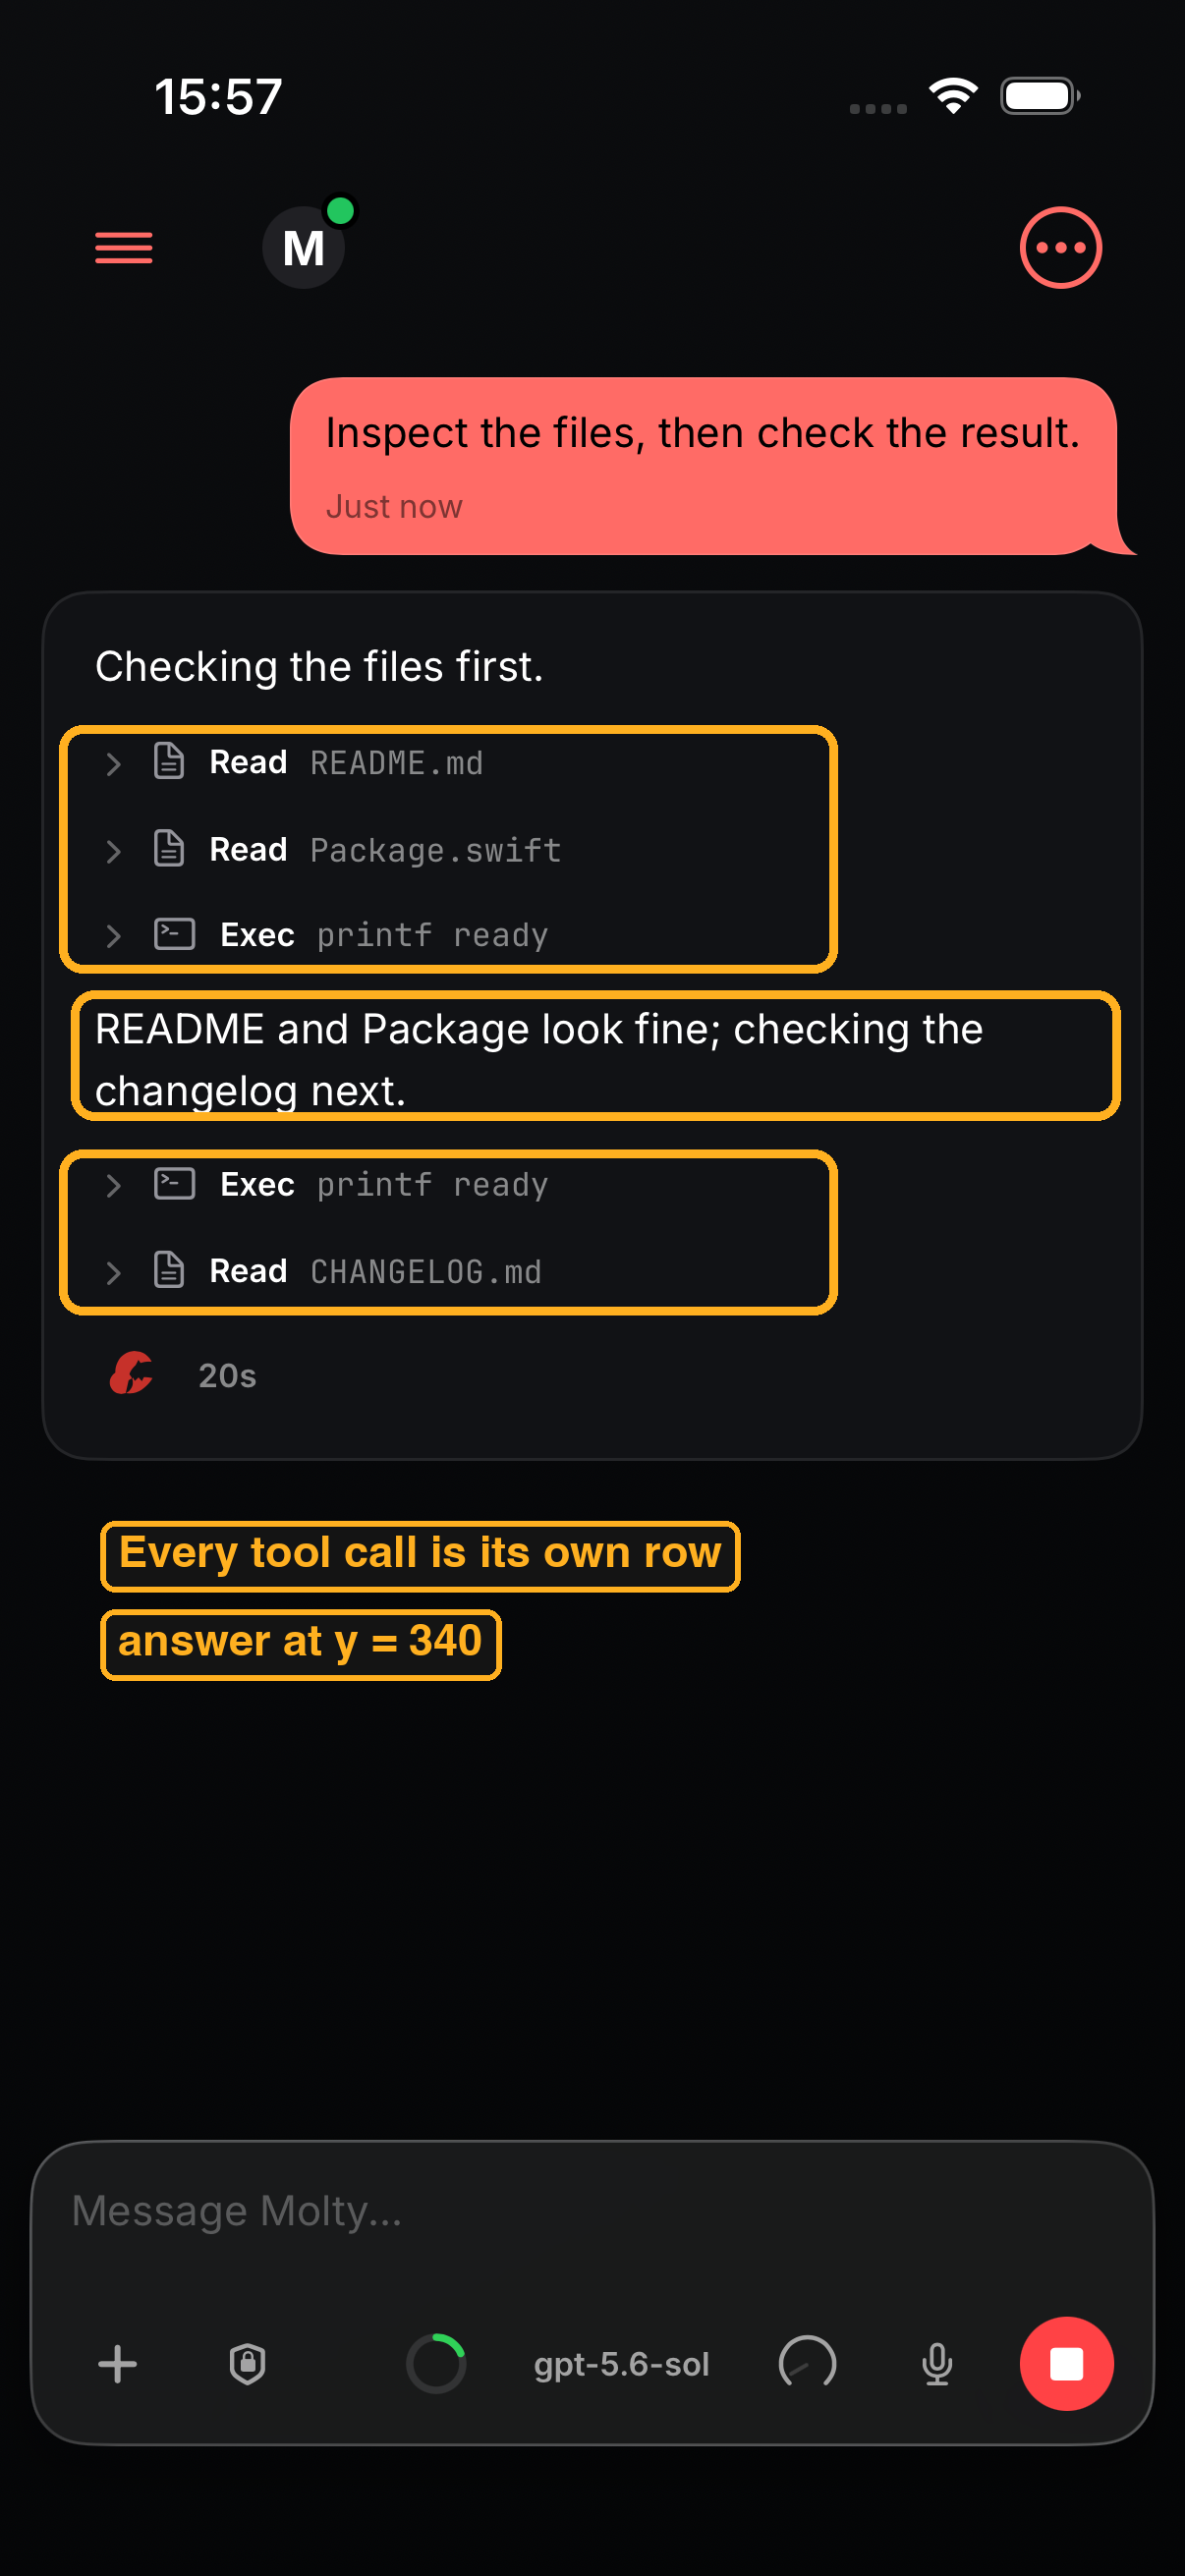 15:57
M
Inspect the files, then check the result.
Just now
Checking the files first.
Read README.md
Read Package.swift
Exec printf ready
README and Package look fine; checking the
changelog next.
Exec printf ready
Read CHANGELOG.md
20s
Every tool call is its own row
answer at y = 340
Message Molty...
gpt-5.6-sol